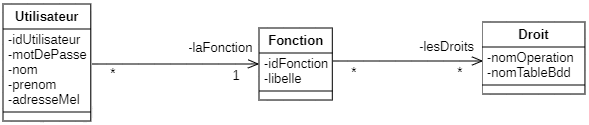 Utilisateur
-idUtilisateur
-motDePasse
-nom
-prenom
-adresseMel
-laFonction
*
1
Fonction
-idFonction
-libelle
-lesDroits
*
*
Droit
-nomOperation
-nomTableBdd